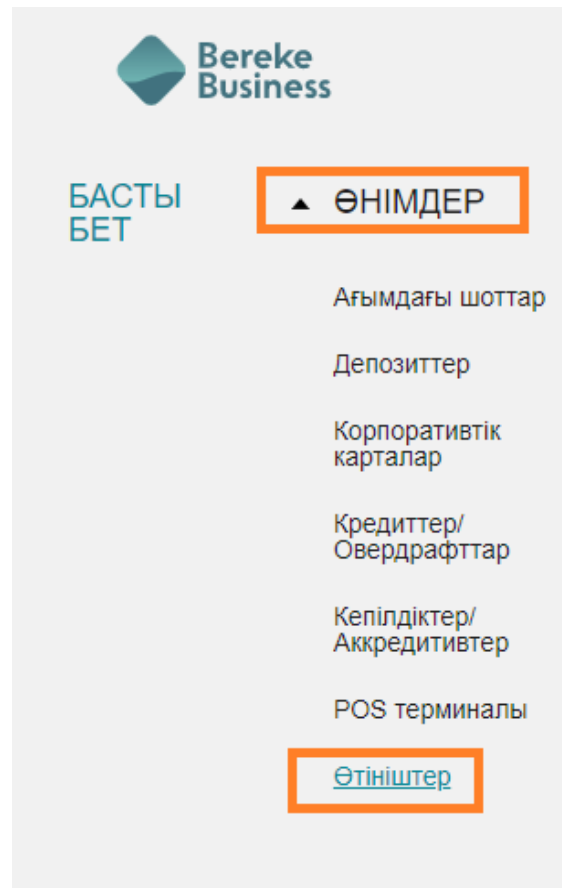 Bereke
Business
БАСТЫ
БЕТ
▲ ӨНІМДЕР
Ағымдағы шоттар
Депозиттер
Корпоративтік
карталар
Кредиттер/
Овердрафттар
Кепілдіктер/
Аккредитивтер
POS терминалы
Өтініштер